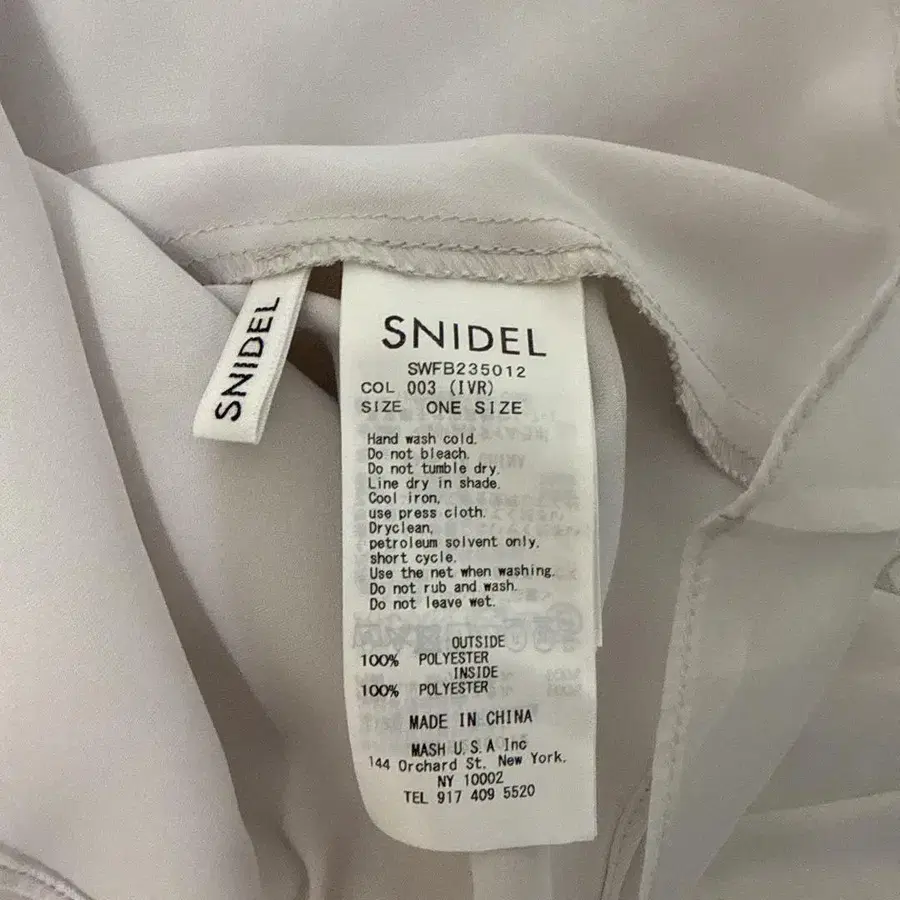 SNIDEL
SNIDEL
SWFB235012
COL 003 (IVR)
SIZE ONE SIZE
Hand wash cold.
Do not bleach.
Do not tumble dry.
Line dry in shade.
Cool iron,
use press cloth.
Dryclean,
petroleum solvent only.
short cycle.
Use the net when washing.
Do not rub and wash.
Do not leave wet.
OUTSIDE
100% POLYESTER
INSIDE
100% POLYESTER
MADE IN CHINA
MASH U.S.A Inc
144 Orchard St. New York.
NY 10002
TEL 917 409 5520